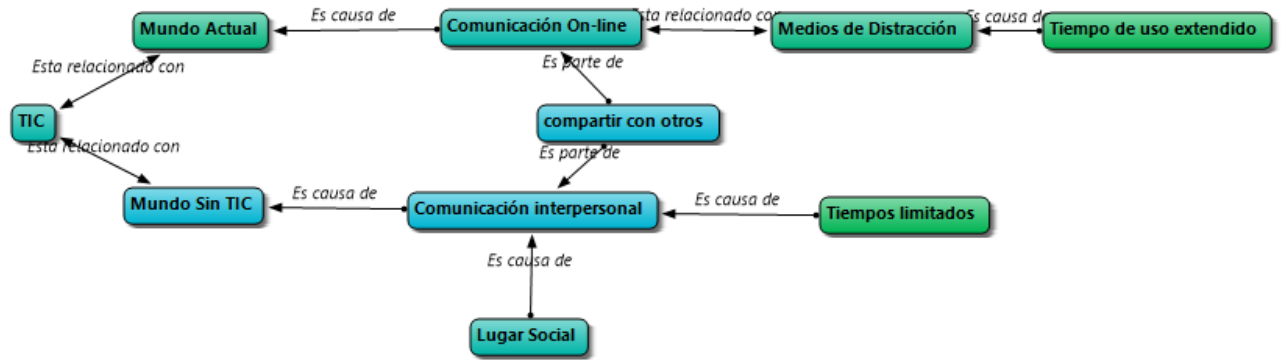 Es causa de
Mundo Actual
Comunicación On-line
Esta relacionado con
Medios de Distracción
Es causa de
Tiempo de uso extendido
Esta relacionado con
Es parte de
TIC
compartir con otros
Esta relacionado con
Es parte de
Mundo Sin TIC
Es causa de
Comunicación interpersonal
Es causa de
Tiempos limitados
Es causa de
Lugar Social